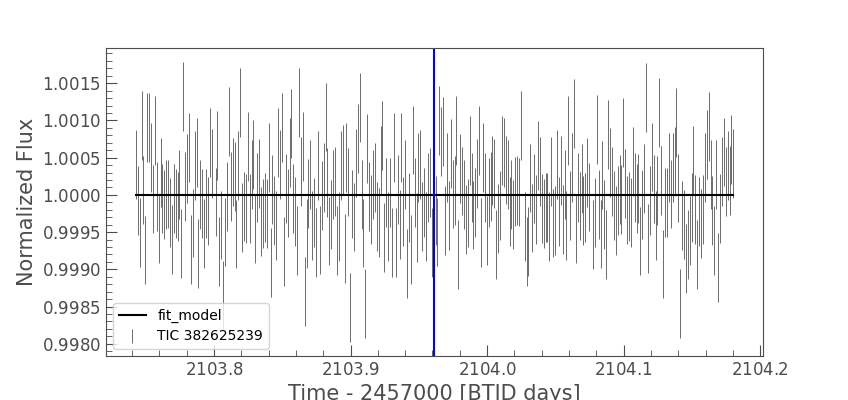 Normalized Flux
1.0015
1.0010
1.0005
1.0000
0.9995
0.9990
0.9985
0.9980
fit_model
TIC 382625239
2103.8 2103.9 2104.0 2104.1 2104.2
Time - 2457000 [BTJD days]